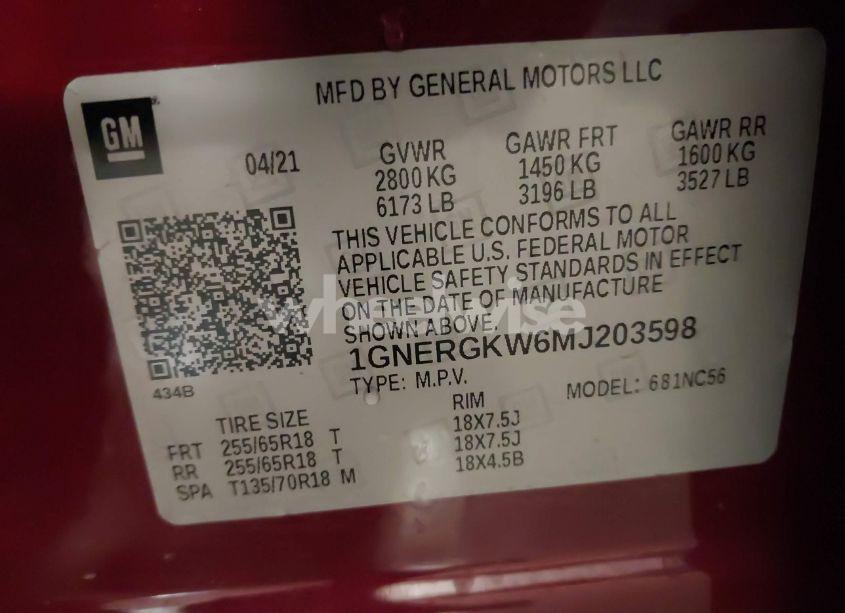 MFD BY GENERAL MOTORS LLC
GM
04/21
GVWR GAWR FRT GAWR RR
2800 KG 1450 KG 1600 KG
6173 LB 3196 LB 3527 LB
THIS VEHICLE CONFORMS TO ALL
APPLICABLE U.S. FEDERAL MOTOR
VEHICLE SAFETY STANDARDS IN EFFECT
ON THE DATE OF MANUFACTURE
SHOWN ABOVE.
1GNERGKW6MJ203598
434B
TYPE: M.P.V. MODEL: 681NC56
TIRE SIZE RIM
FRT 255/65R18 T 18X7.5J
RR 255/65R18 T 18X7.5J
SPA T135/70R18 M 18X4.5B